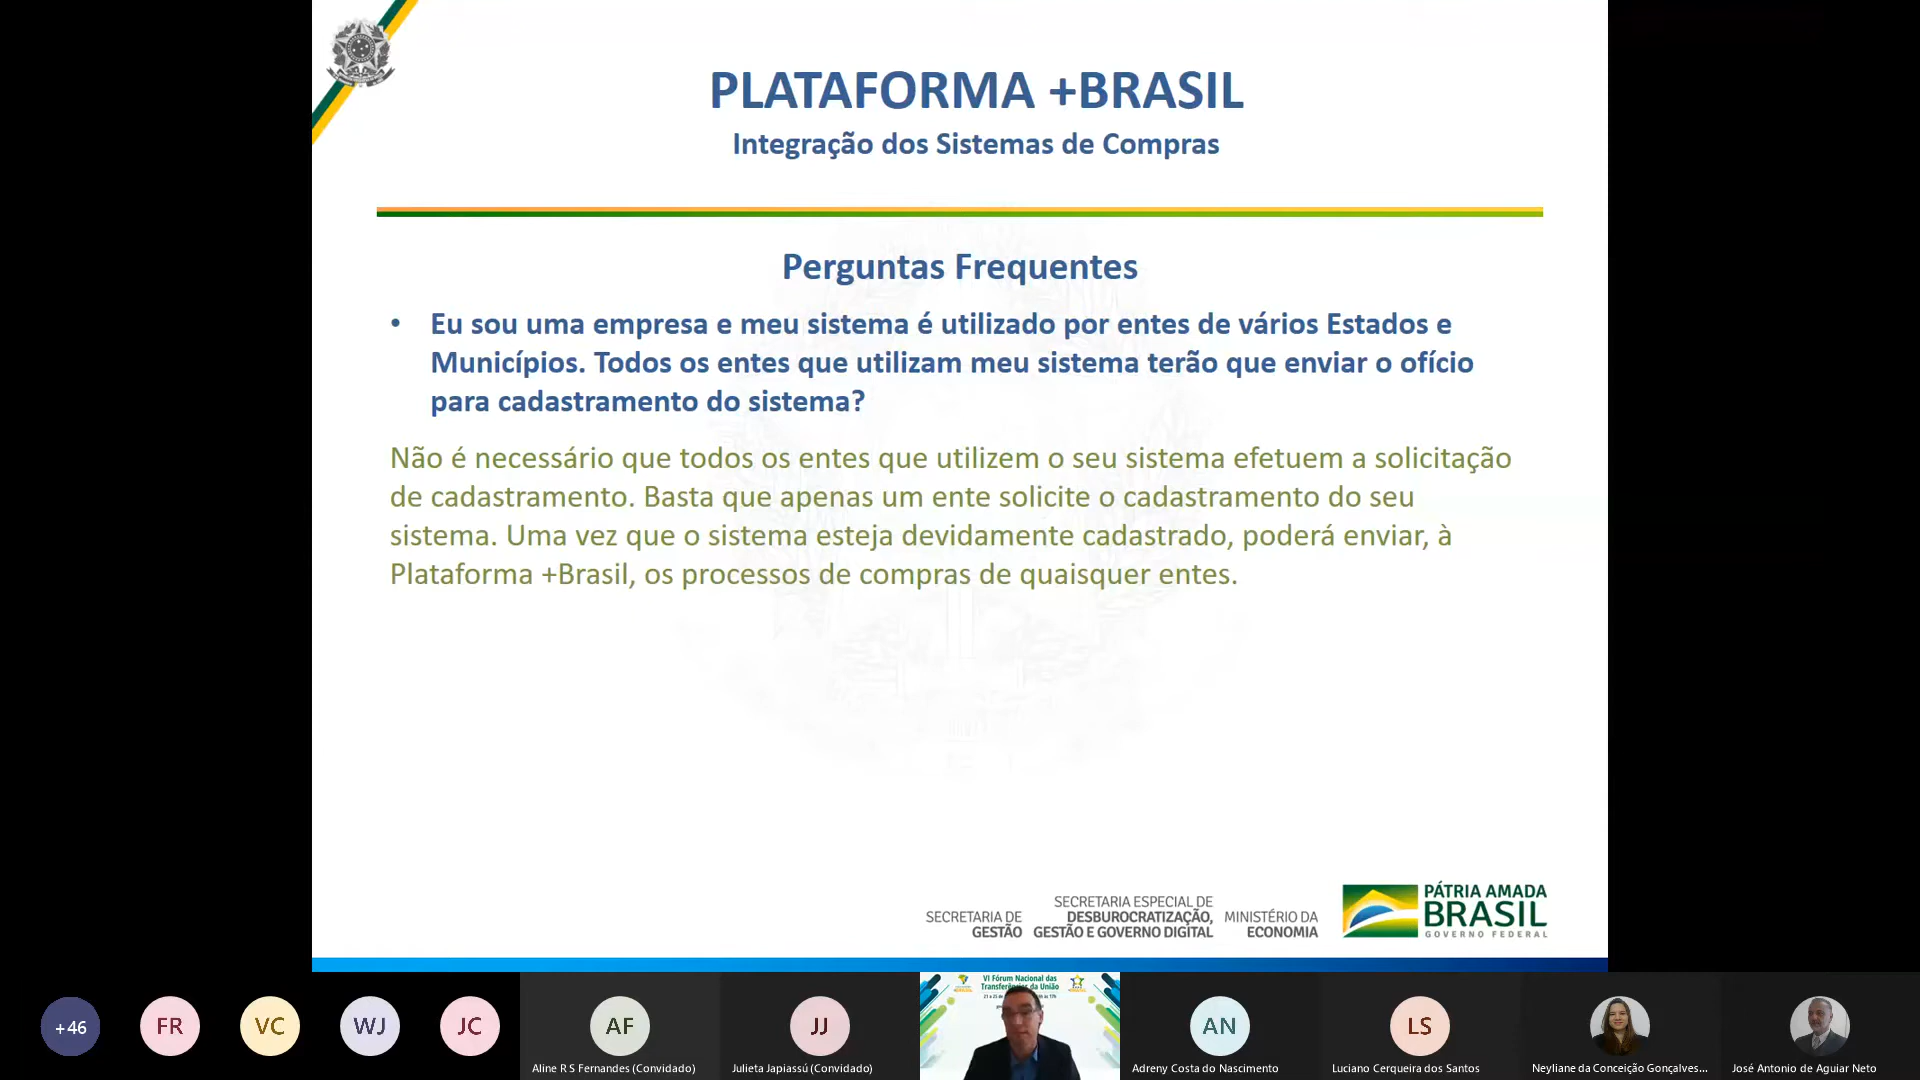 PLATAFORMA +BRASIL
Integração dos Sistemas de Compras
Perguntas Frequentes
• Eu sou uma empresa e meu sistema é utilizado por entes de vários Estados e
Municípios. Todos os entes que utilizam meu sistema terão que enviar o ofício
para cadastramento do sistema?
Não é necessário que todos os entes que utilizem o seu sistema efetuem a solicitação
de cadastramento. Basta que apenas um ente solicite o cadastramento do seu
sistema. Uma vez que o sistema esteja devidamente cadastrado, poderá enviar, à
Plataforma +Brasil, os processos de compras de quaisquer entes.
SECRETARIA DE
GESTÃO
SECRETARIA ESPECIAL DE
DESBUROCRATIZAÇÃO,
GESTÃO E GOVERNO DIGITAL
MINISTÉRIO DA
ECONOMIA
PÁTRIA AMADA
BRASIL
GOVERNO FEDERAL
+46
FR
VC
WJ
JC
AF
Aline R S Fernandes (Convidado)
JJ
Julieta Japiassú (Convidado)
VI Fórum Nacional das
Transferências da União
AN
Adreny Costa do Nascimento
LS
Luciano Cerqueira dos Santos
Neyliane da Conceição Gonçalves...
José Antonio de Aguiar Neto